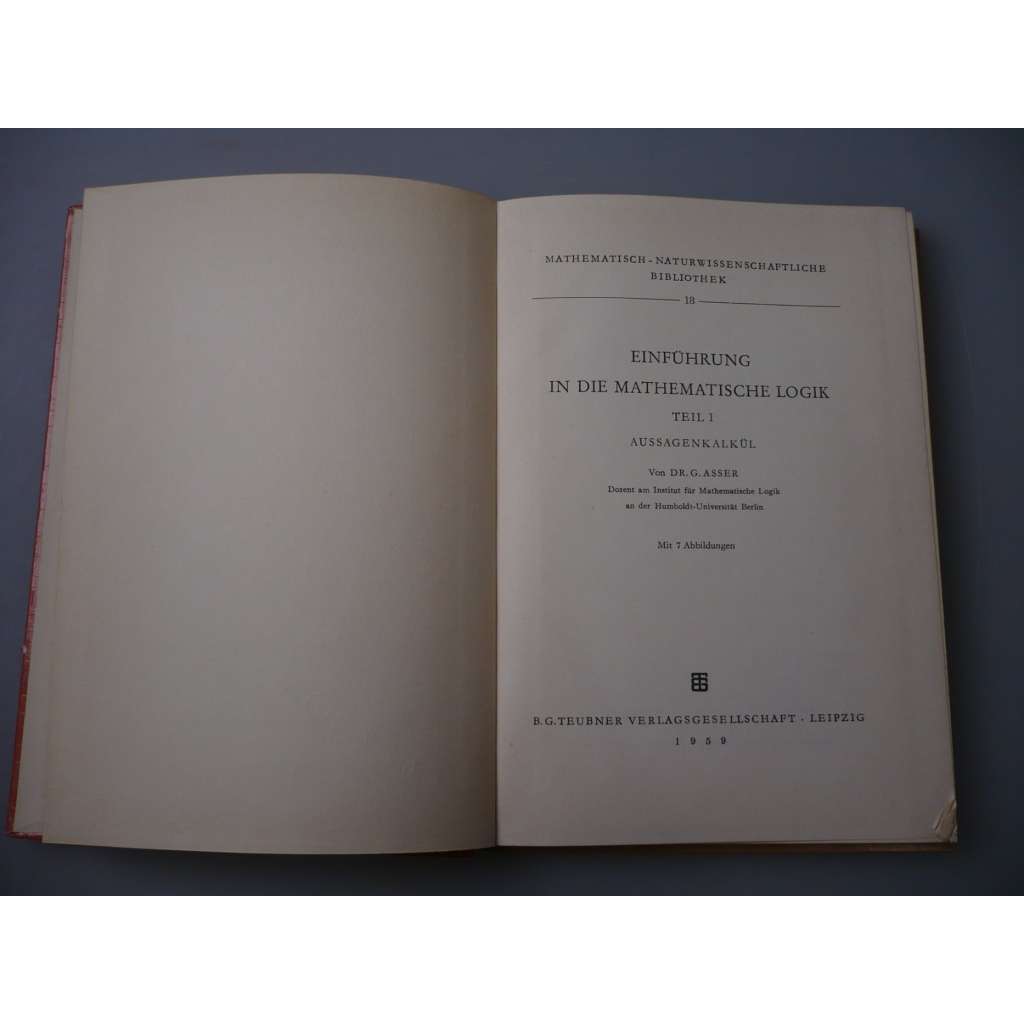 MATHEMATISCH-NATURWISSENSCHAFTLICHE
BIBLIOTHEK
18
EINFÜHRUNG
IN DIE MATHEMATISCHE LOGIK
TEIL I
AUSSAGENKALKÜL
Von DR. G. ASSER
Dozent am Institut für Mathematische Logik
an der Humboldt-Universität Berlin
Mit 7 Abbildungen
B. G. TEUBNER VERLAGSGESELLSCHAFT · LEIPZIG
1959